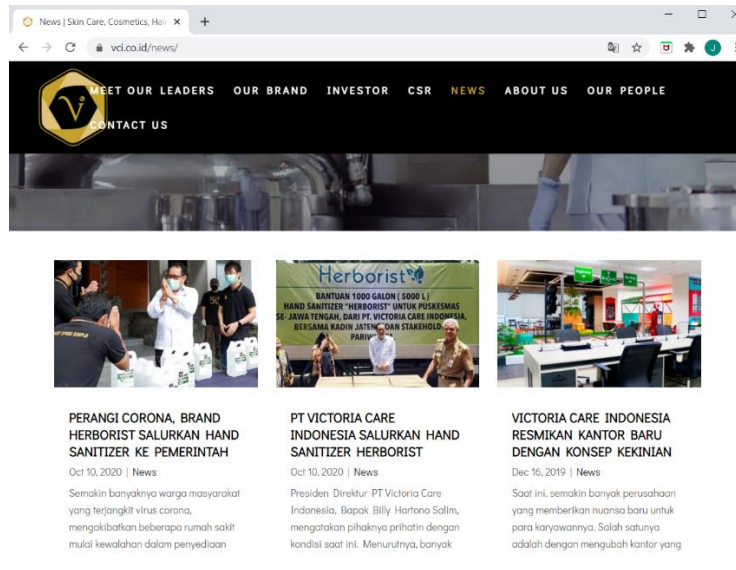 News | Skin Care, Cosmetics, Hai
vci.co.id/news/
J
MEET OUR LEADERS OUR BRAND INVESTOR CSR NEWS ABOUT US OUR PEOPLE
CONTACT US
Herborist
BANTUAN 1000 GALON ( 5000 L )
HAND SANITIZER "HERBORIST" UNTUK PUSKESMAS
SE- JAWA TENGAH, DARI PT. VICTORIA CARE INDONESIA,
BERSAMA KADIN JATENG DAN STAKEHOLD
PERANGI CORONA, BRAND
HERBORIST SALURKAN HAND
SANITIZER KE PEMERINTAH
Oct 10, 2020 | News
Semakin banyaknya warga masyarakat
yang terjangkit virus corona,
mengakibatkan beberapa rumah sakit
mulai kewalahan dalam penyediaan
PT VICTORIA CARE
INDONESIA SALURKAN HAND
SANITIZER HERBORIST
Oct 10, 2020 | News
Presiden Direktur PT Victoria Care
Indonesia, Bapak Billy Hartono Salim,
mengatakan pihaknya prihatin dengan
kondisi saat ini. Menurutnya, banyak
VICTORIA CARE INDONESIA
RESMIKAN KANTOR BARU
DENGAN KONSEP KEKINIAN
Dec 16, 2019 | News
Saat ini, semakin banyak perusahaan
yang memberikan nuansa baru untuk
para karyawannya. Salah satunya
adalah dengan mengubah kantor yang